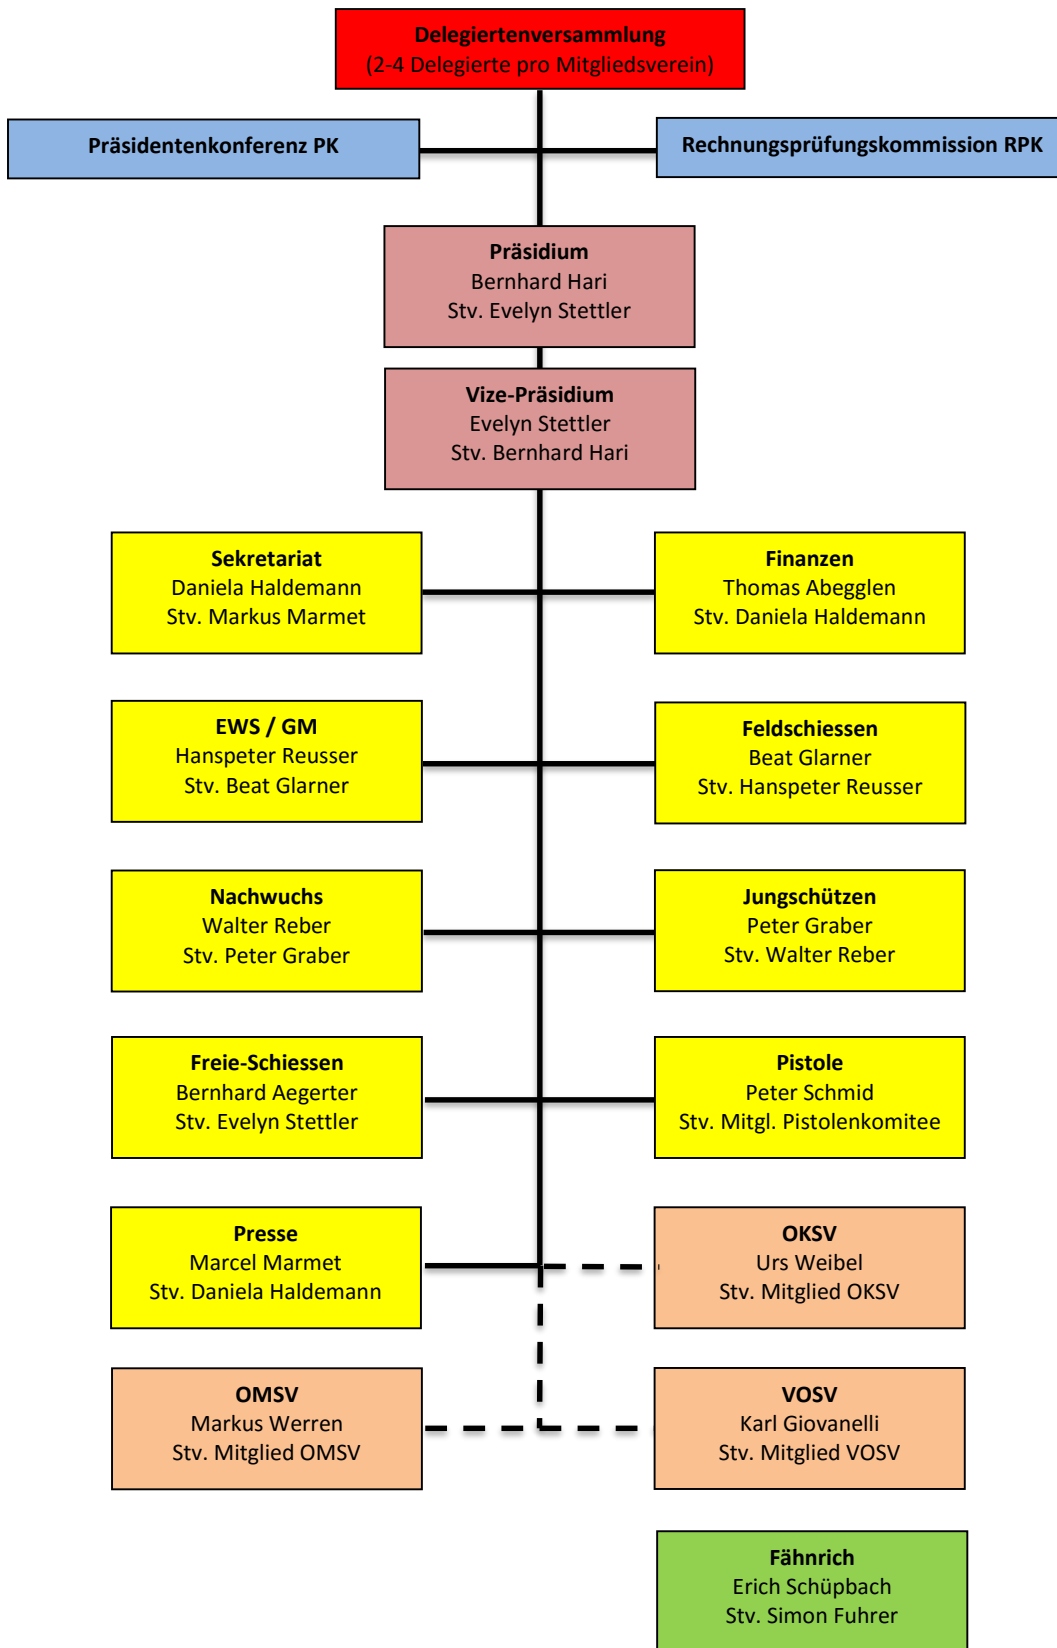 Delegiertenversammlung
(2-4 Delegierte pro Mitgliedsverein)
Präsidentenkonferenz PK
Rechnungsprüfungskommission RPK
Präsidium
Bernhard Hari
Stv. Evelyn Stettler
Vize-Präsidium
Evelyn Stettler
Stv. Bernhard Hari
Sekretariat
Daniela Haldemann
Stv. Markus Marmet
Finanzen
Thomas Abegglen
Stv. Daniela Haldemann
EWS / GM
Hanspeter Reusser
Stv. Beat Glarner
Feldschiessen
Beat Glarner
Stv. Hanspeter Reusser
Nachwuchs
Walter Reber
Stv. Peter Graber
Jungschützen
Peter Graber
Stv. Walter Reber
Freie-Schiessen
Bernhard Aegerter
Stv. Evelyn Stettler
Pistole
Peter Schmid
Stv. Mitgl. Pistolenkomitee
Presse
Marcel Marmet
Stv. Daniela Haldemann
OKSV
Urs Weibel
Stv. Mitglied OKSV
OMSV
Markus Werren
Stv. Mitglied OMSV
VOSV
Karl Giovanelli
Stv. Mitglied VOSV
Fähnrich
Erich Schüpbach
Stv. Simon Fuhrer